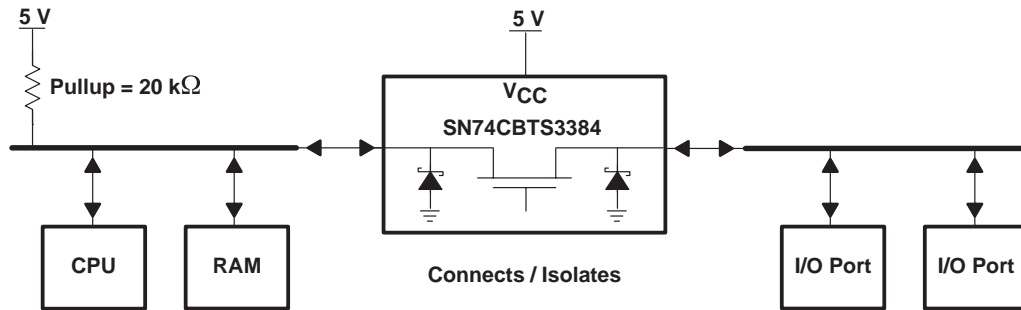 5 V
5 V
Pullup = 20 kΩ
VCC
SN74CBTS3384
CPU
RAM
I/O Port
I/O Port
Connects / Isolates